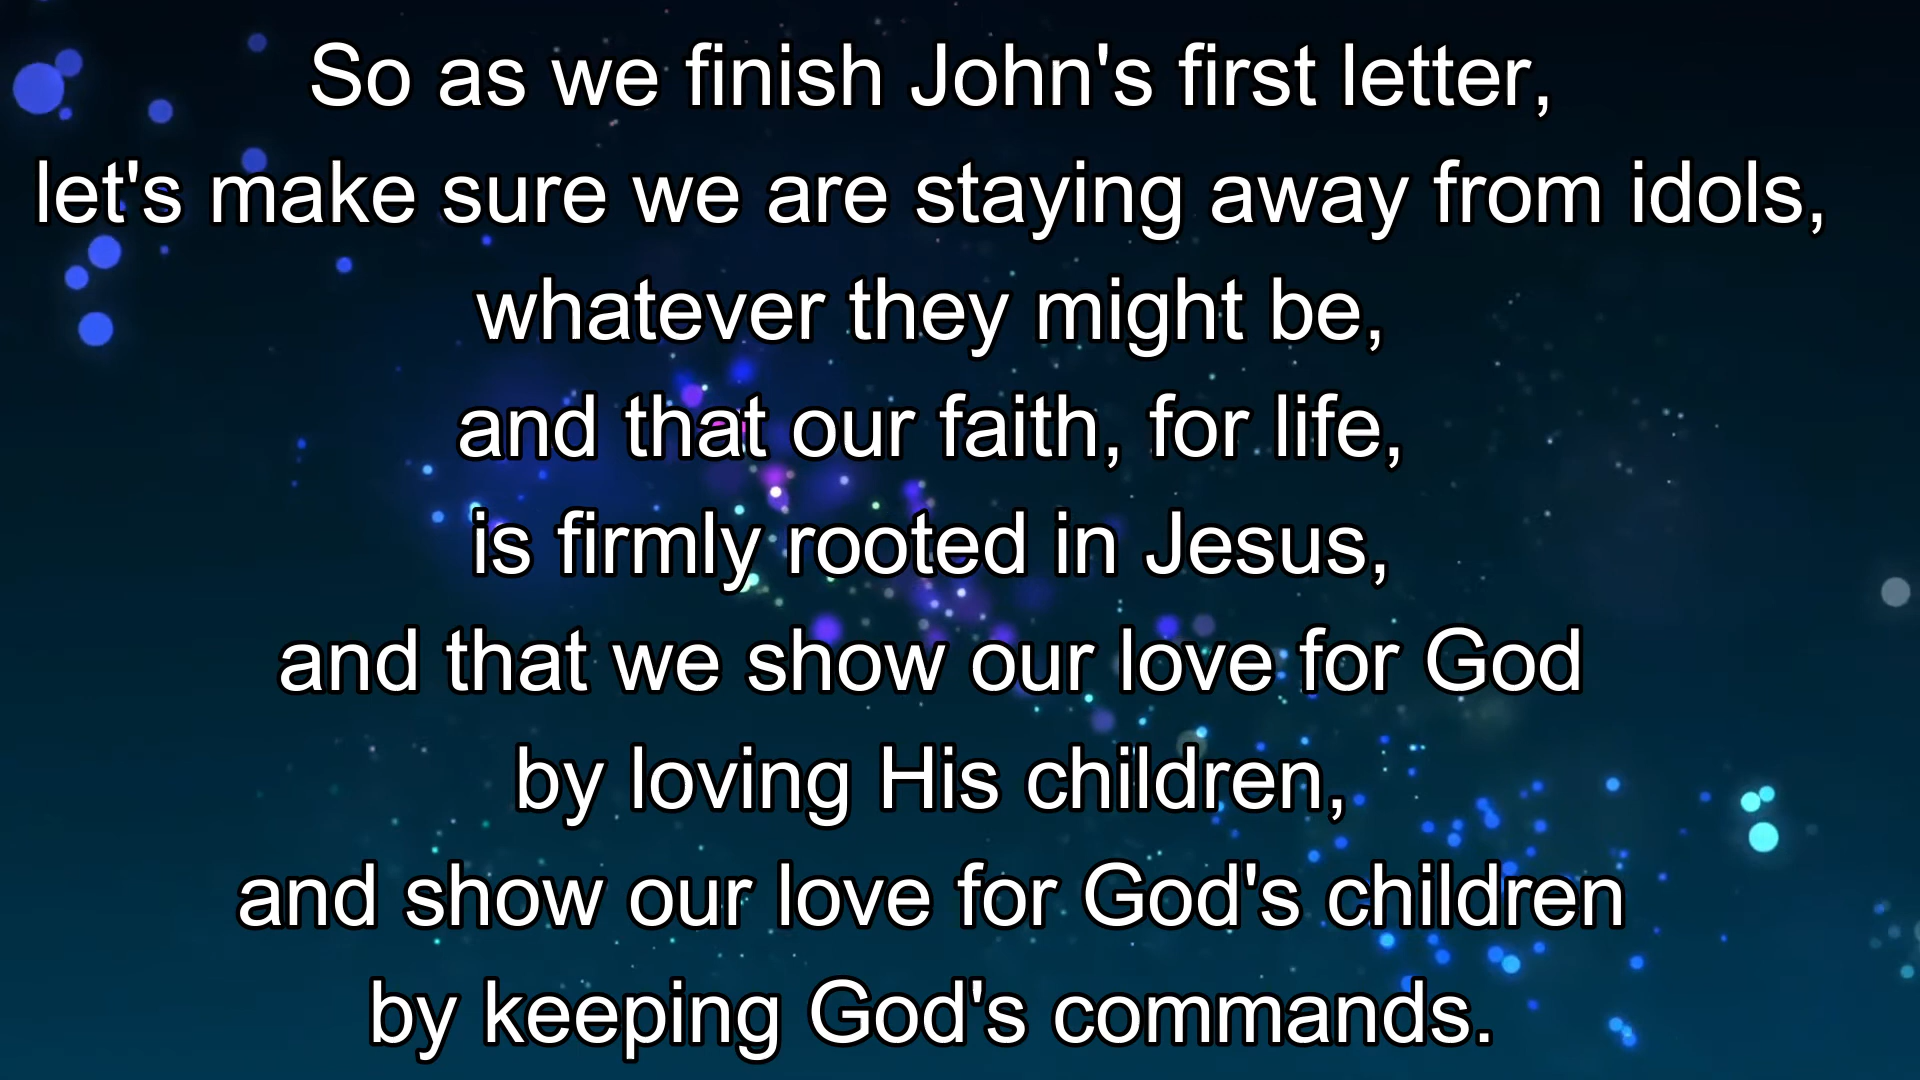 So as we finish John's first letter,
let's make sure we are staying away from idols,
whatever they might be,
and that our faith, for life,
is firmly rooted in Jesus,
and that we show our love for God
by loving His children,
and show our love for God's children
by keeping God's commands.